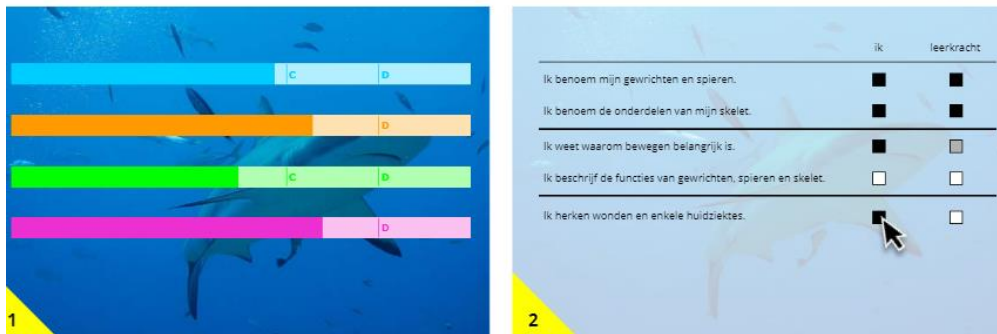 C D
D
C D
D
1
ik leerkracht
Ik benoem mijn gewrichten en spieren.
Ik benoem de onderdelen van mijn skelet.
Ik weet waarom bewegen belangrijk is.
Ik beschrijf de functies van gewrichten, spieren en skelet.
Ik herken wonden en enkele huidziektes.
2